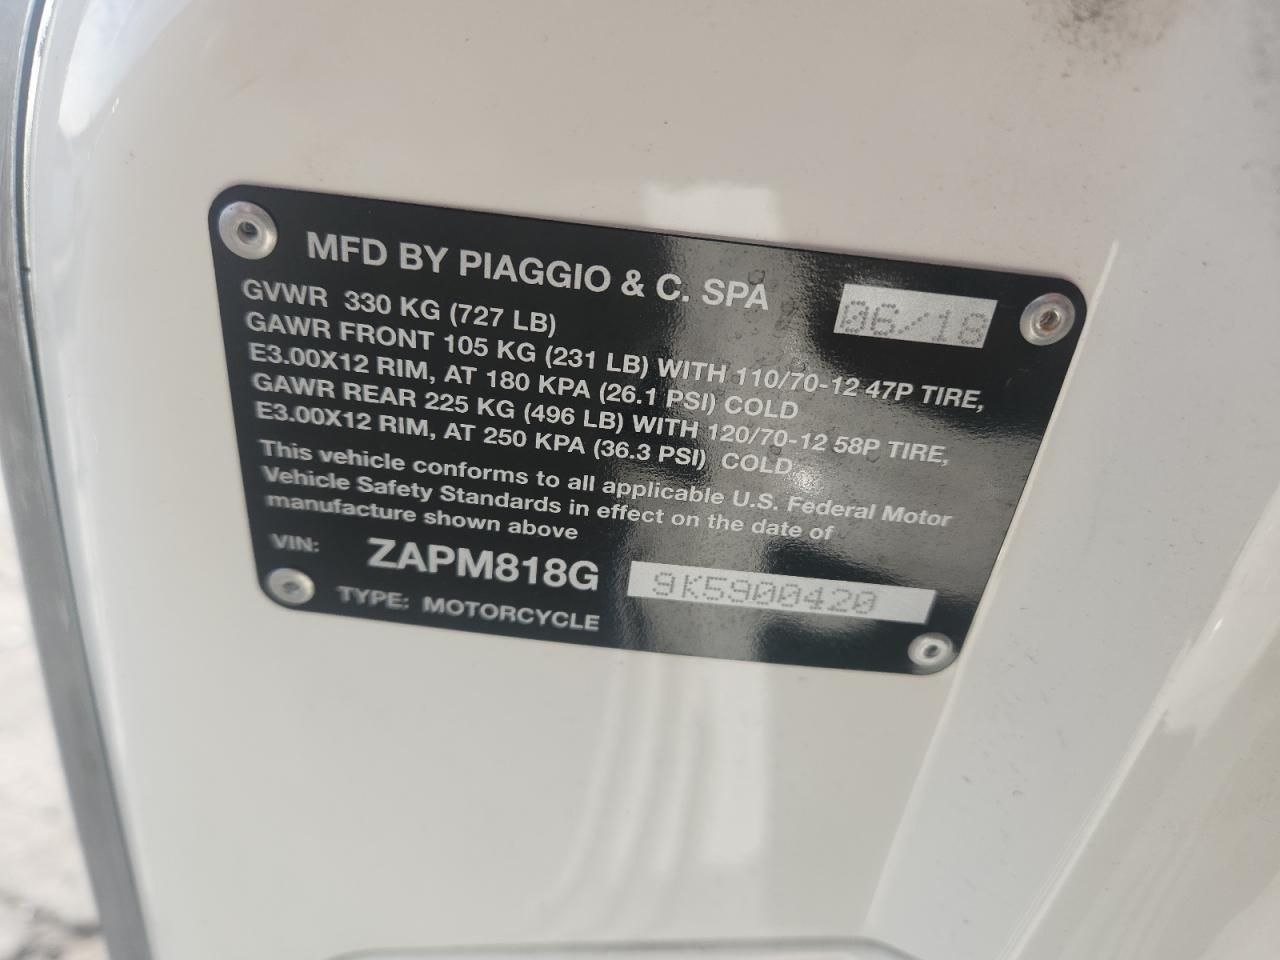 MFD BY PIAGGIO & C. SPA 06/18
GVWR 330 KG (727 LB)
GAWR FRONT 105 KG (231 LB) WITH 110/70-12 47P TIRE,
E3.00X12 RIM, AT 180 KPA (26.1 PSI) COLD
GAWR REAR 225 KG (496 LB) WITH 120/70-12 58P TIRE,
E3.00X12 RIM, AT 250 KPA (36.3 PSI) COLD
This vehicle conforms to all applicable U.S. Federal Motor
Vehicle Safety Standards in effect on the date of
manufacture shown above
VIN: ZAPM818G 9K5900420
TYPE: MOTORCYCLE